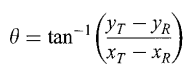 θ = tan⁻¹ ( (y_T − y_R) / (x_T − x_R) )